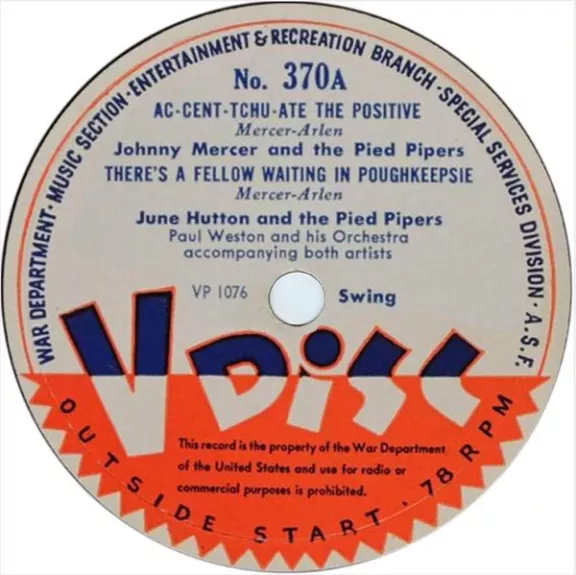 WAR DEPARTMENT · MUSIC SECTION · ENTERTAINMENT & RECREATION BRANCH · SPECIAL SERVICES DIVISION · A.S.F.
No. 370A
AC-CENT-TCHU-ATE THE POSITIVE
Mercer-Arlen
Johnny Mercer and the Pied Pipers
THERE'S A FELLOW WAITING IN POUGHKEEPSIE
Mercer-Arlen
June Hutton and the Pied Pipers
Paul Weston and his Orchestra
accompanying both artists
VP 1076 Swing
V DiSC
This record is the property of the War Department
of the United States and use for radio or
commercial purposes is prohibited.
OUTSIDE START · 78 RPM